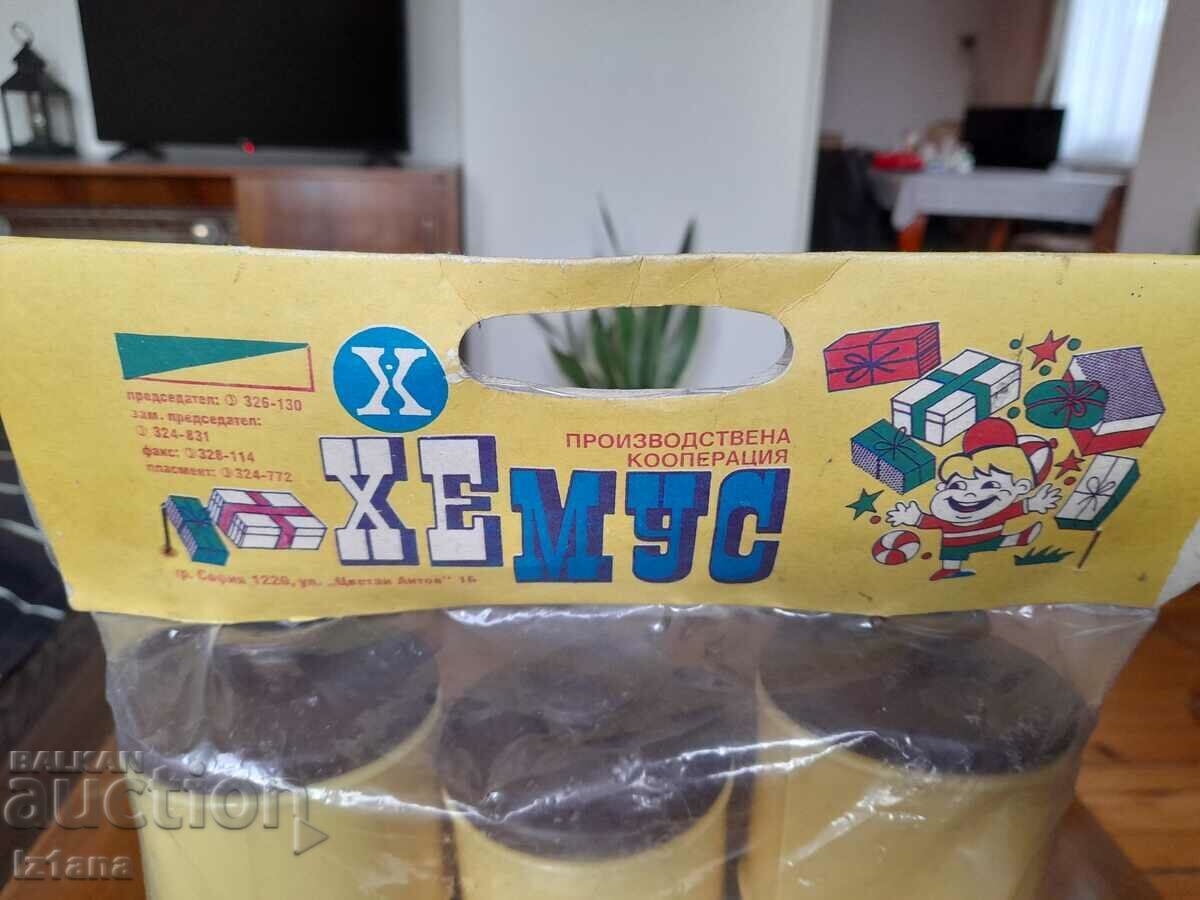 X
председател: 326-130
зам. председател:
324-831
факс: 328-114
пласмент: 324-772
ПРОИЗВОДСТВЕНА
КООПЕРАЦИЯ
ХЕМУС
гр. София 1220, ул. „Цветан Антов" 16
BALKAN
auction
Iz1ana